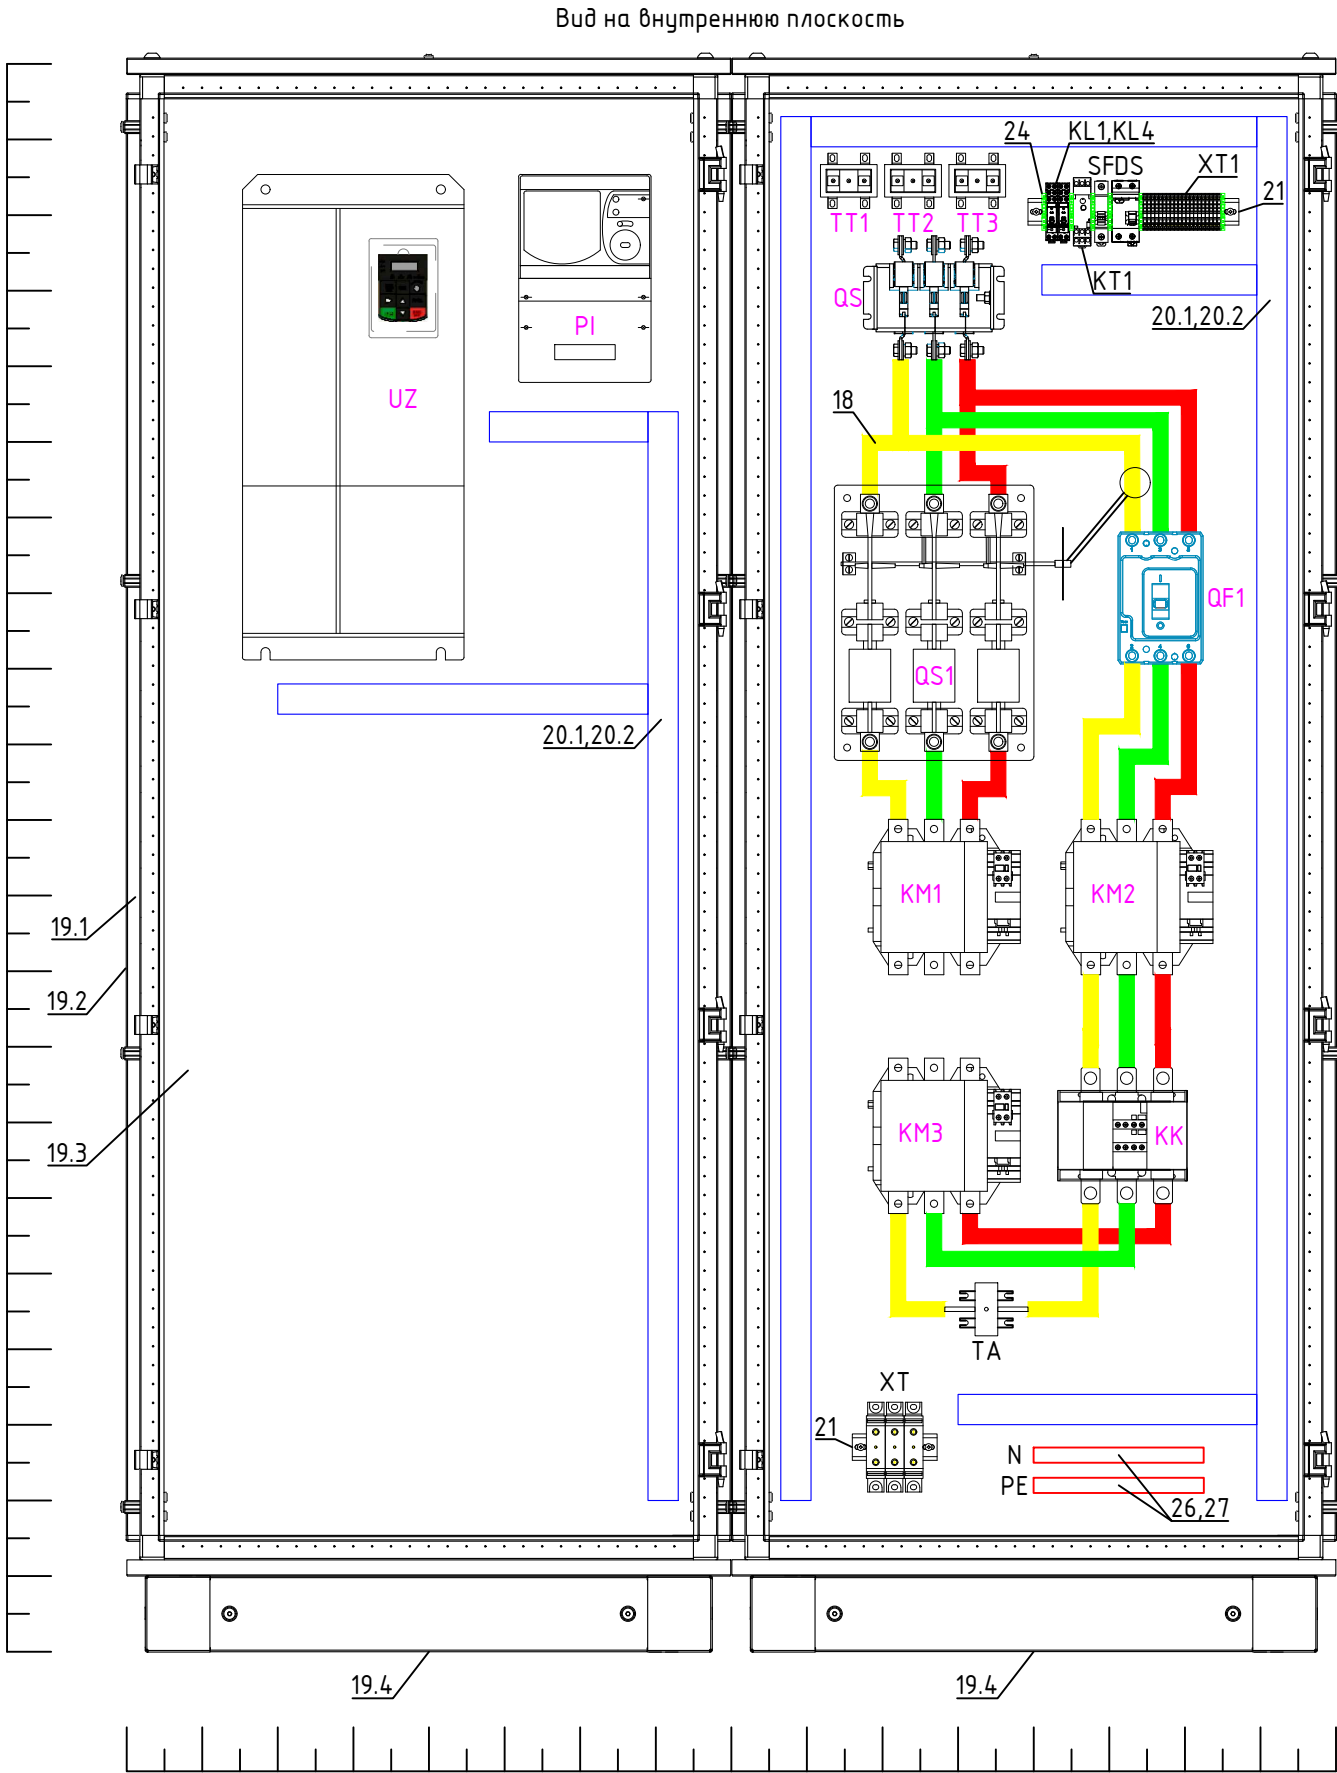 Вид на внутреннюю плоскость
24 KL1,KL4
SFDS XT1
21
TT1 TT2 TT3
KT1
QS
20.1,20.2
PI
UZ
18
QF1
QS1
20.1,20.2
KM1 KM2
19.1
19.2
KM3 KK
19.3
TA
XT
21
N
PE
26,27
19.4 19.4